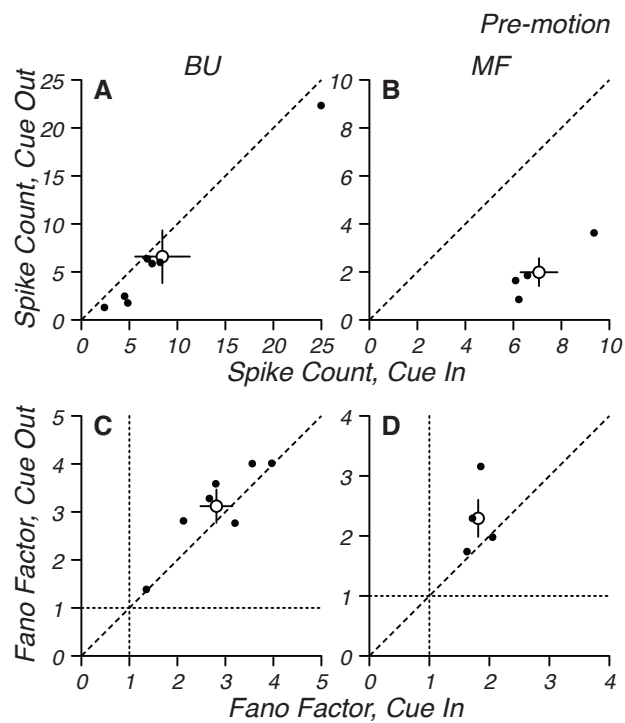 Pre-motion
BU MF
A B
Spike Count, Cue Out
25
20
15
10
5
0
10
8
6
4
2
0
0 5 10 15 20 25 0 2 4 6 8 10
Spike Count, Cue In
C D
Fano Factor, Cue Out
5
4
3
2
1
0
4
3
2
1
0
0 1 2 3 4 5 0 1 2 3 4
Fano Factor, Cue In